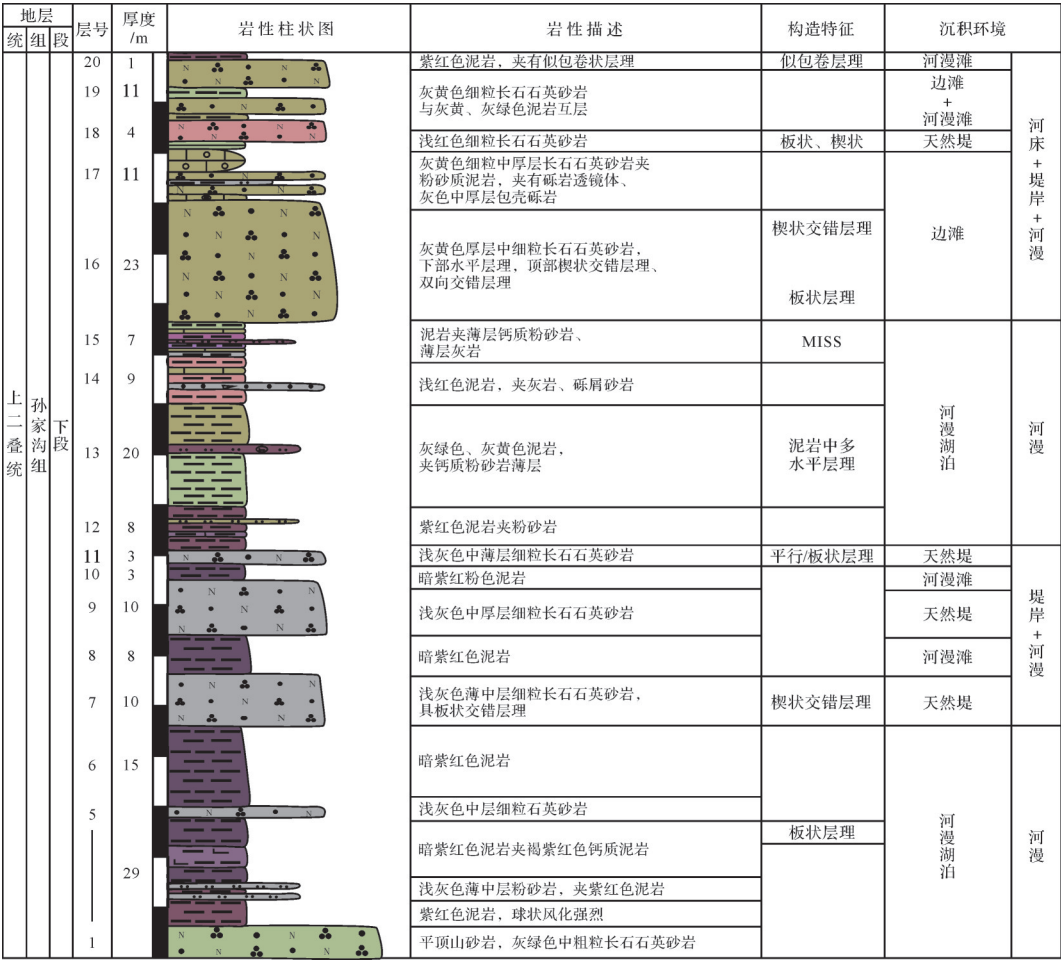 地层
统 组 段
层号
厚度
/m
岩性柱状图
岩性描述
构造特征
沉积环境
上二叠统
孙家沟组
下段
20 1 紫红色泥岩，夹有似包卷状层理 似包卷层理 河漫滩
19 11 灰黄色细粒长石石英砂岩
与灰黄、灰绿色泥岩互层
边滩
+
河漫滩
18 4 浅红色细粒长石石英砂岩 板状、楔状 天然堤
17 11 灰黄色细粒中厚层长石石英砂岩夹
粉砂质泥岩，夹有砾岩透镜体、
灰色中厚层包壳砾岩
16 23 灰黄色厚层中细粒长石石英砂岩，
下部水平层理，顶部楔状交错层理、
双向交错层理
楔状交错层理
板状层理
边滩
河床+堤岸+河漫
15 7 泥岩夹薄层钙质粉砂岩、
薄层灰岩
MISS
14 9 浅红色泥岩，夹灰岩、砾屑砂岩
13 20 灰绿色、灰黄色泥岩，
夹钙质粉砂岩薄层
泥岩中多
水平层理
12 8 紫红色泥岩夹粉砂岩
河漫湖泊
河漫
11 3 浅灰色中薄层细粒长石石英砂岩 平行/板状层理 天然堤
10 3 暗紫红粉色泥岩 河漫滩
9 10 浅灰色中厚层细粒长石石英砂岩 天然堤
8 8 暗紫红色泥岩 河漫滩
7 10 浅灰色薄中层细粒长石石英砂岩，
具板状交错层理
楔状交错层理 天然堤
堤岸+河漫
6 15 暗紫红色泥岩
5 浅灰色中层细粒石英砂岩
板状层理
暗紫红色泥岩夹褐紫红色钙质泥岩
29
浅灰色薄中层粉砂岩，夹紫红色泥岩
紫红色泥岩，球状风化强烈
1 平顶山砂岩，灰绿色中粗粒长石石英砂岩
河漫湖泊
河漫